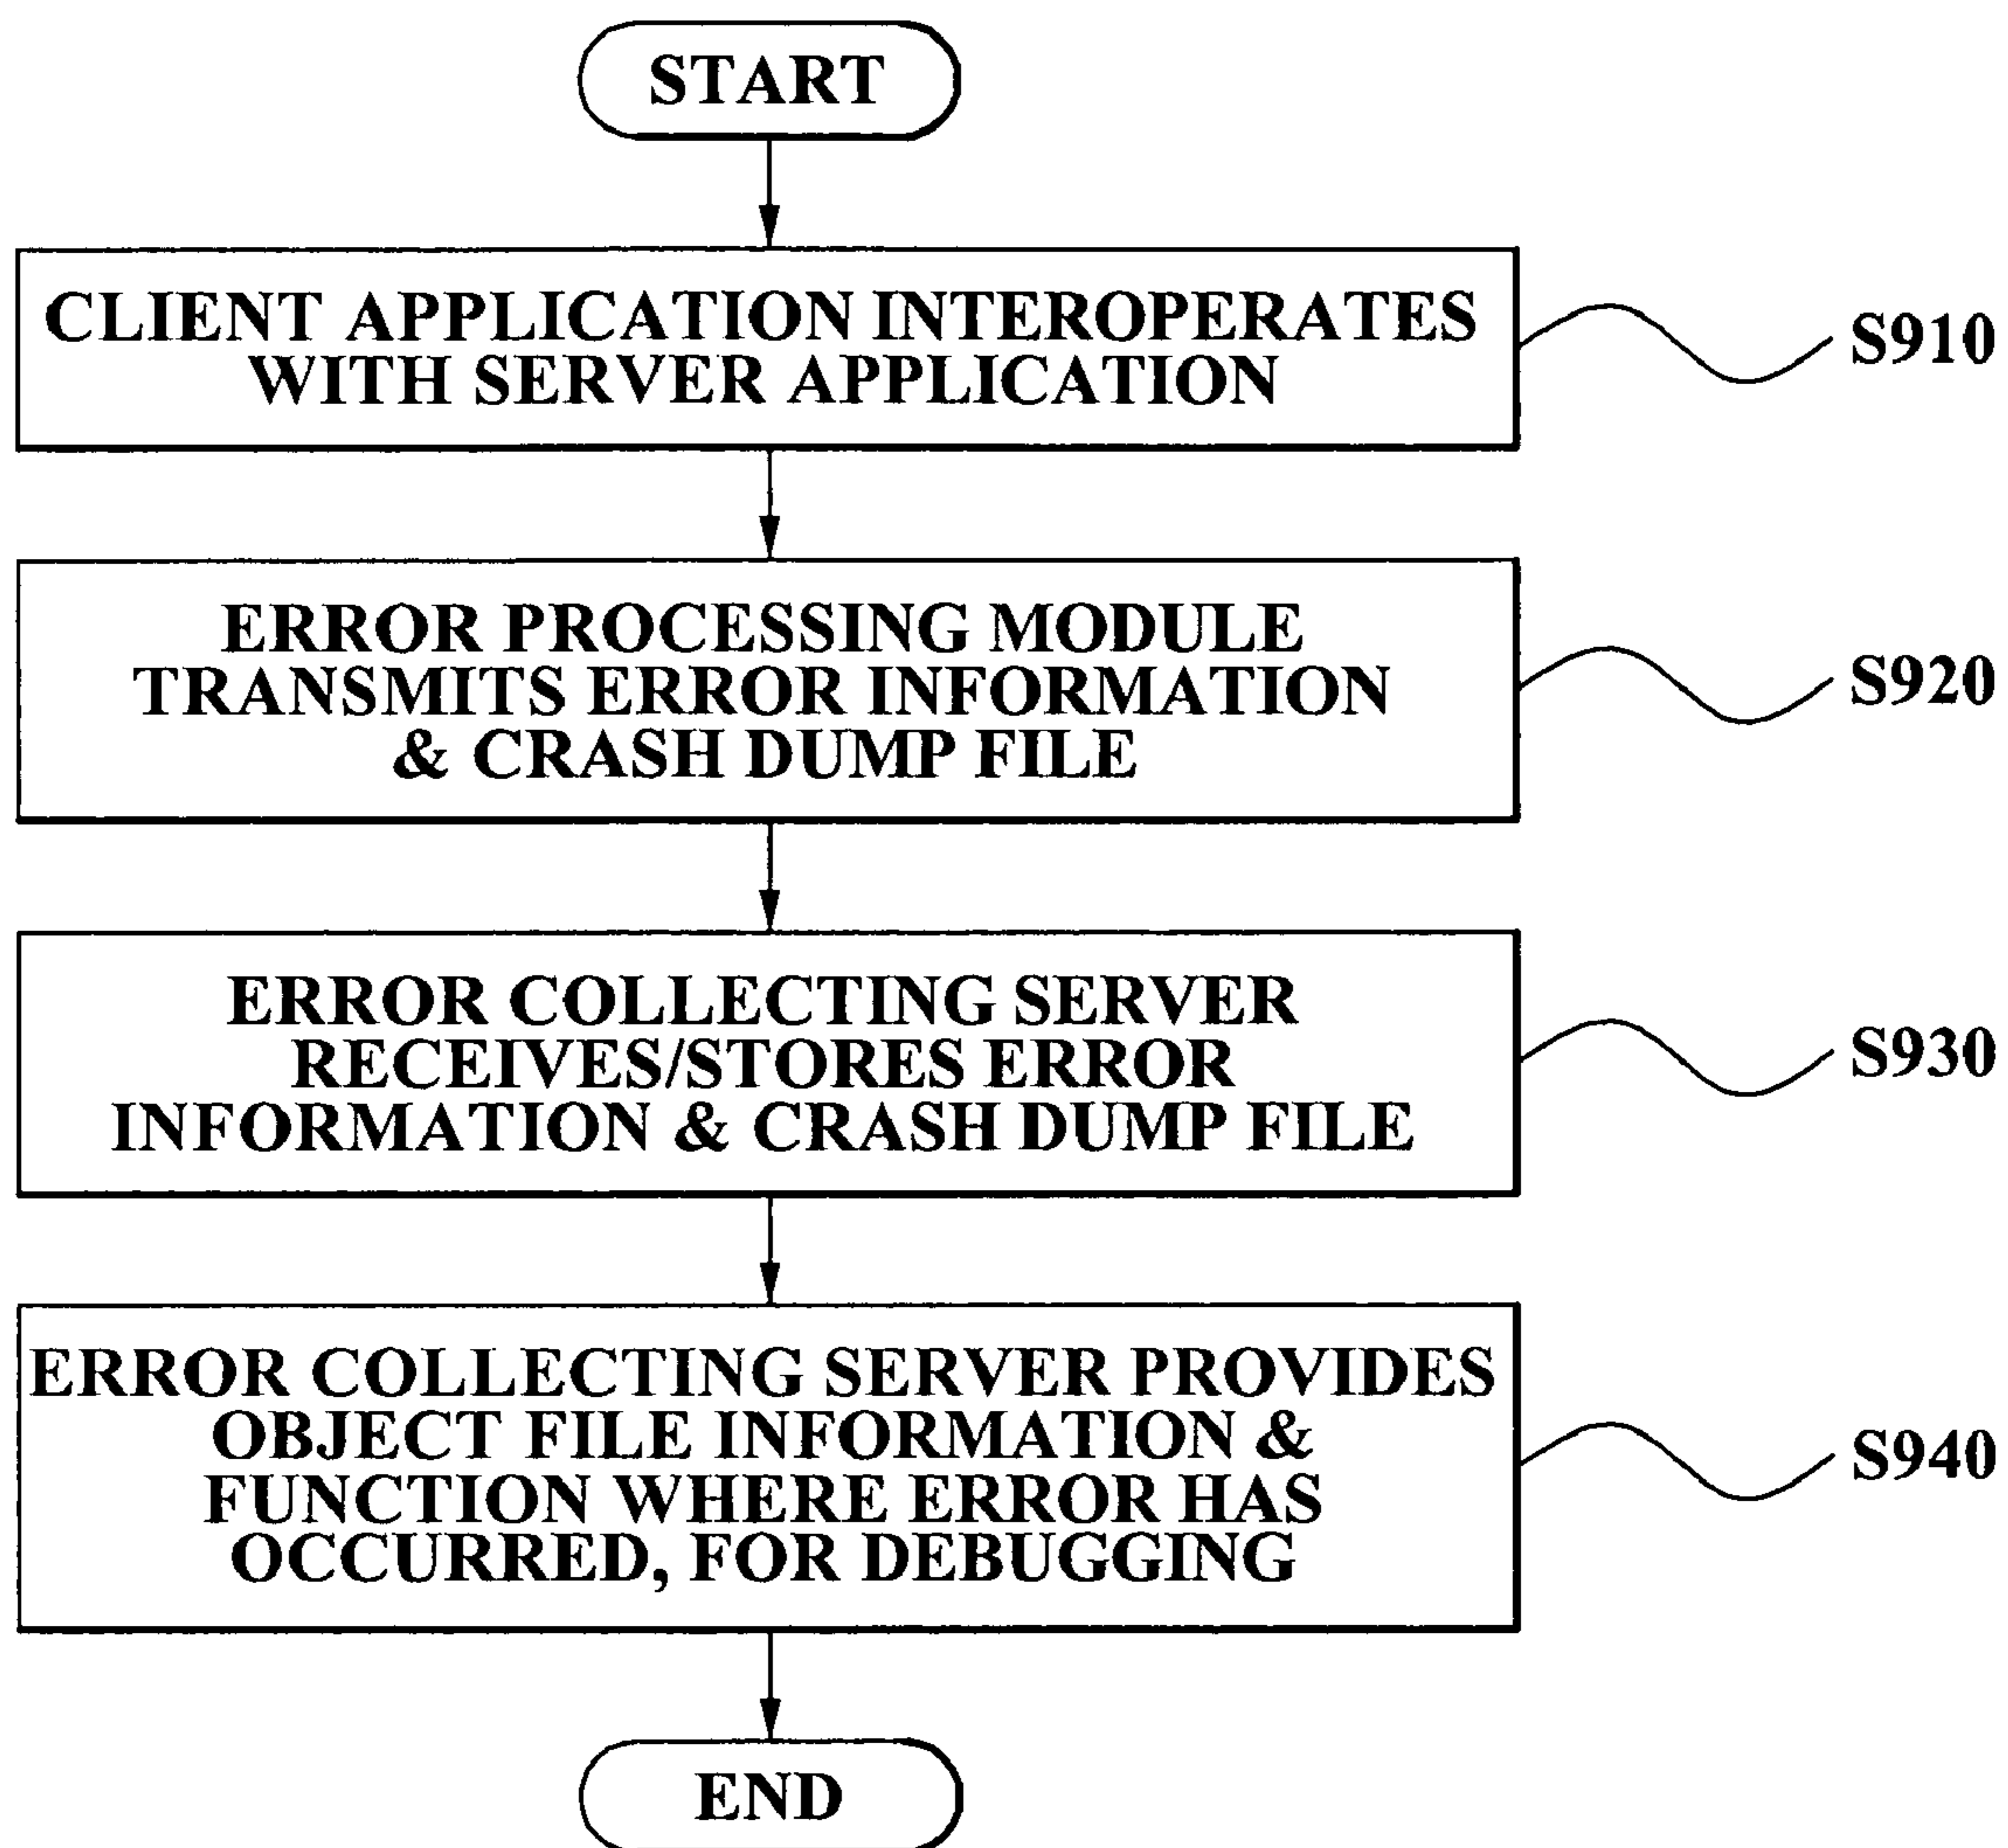 START
CLIENT APPLICATION INTEROPERATES
WITH SERVER APPLICATION
S910
ERROR PROCESSING MODULE
TRANSMITS ERROR INFORMATION
& CRASH DUMP FILE
S920
ERROR COLLECTING SERVER
RECEIVES/STORES ERROR
INFORMATION & CRASH DUMP FILE
S930
ERROR COLLECTING SERVER PROVIDES
OBJECT FILE INFORMATION &
FUNCTION WHERE ERROR HAS
OCCURRED, FOR DEBUGGING
S940
END